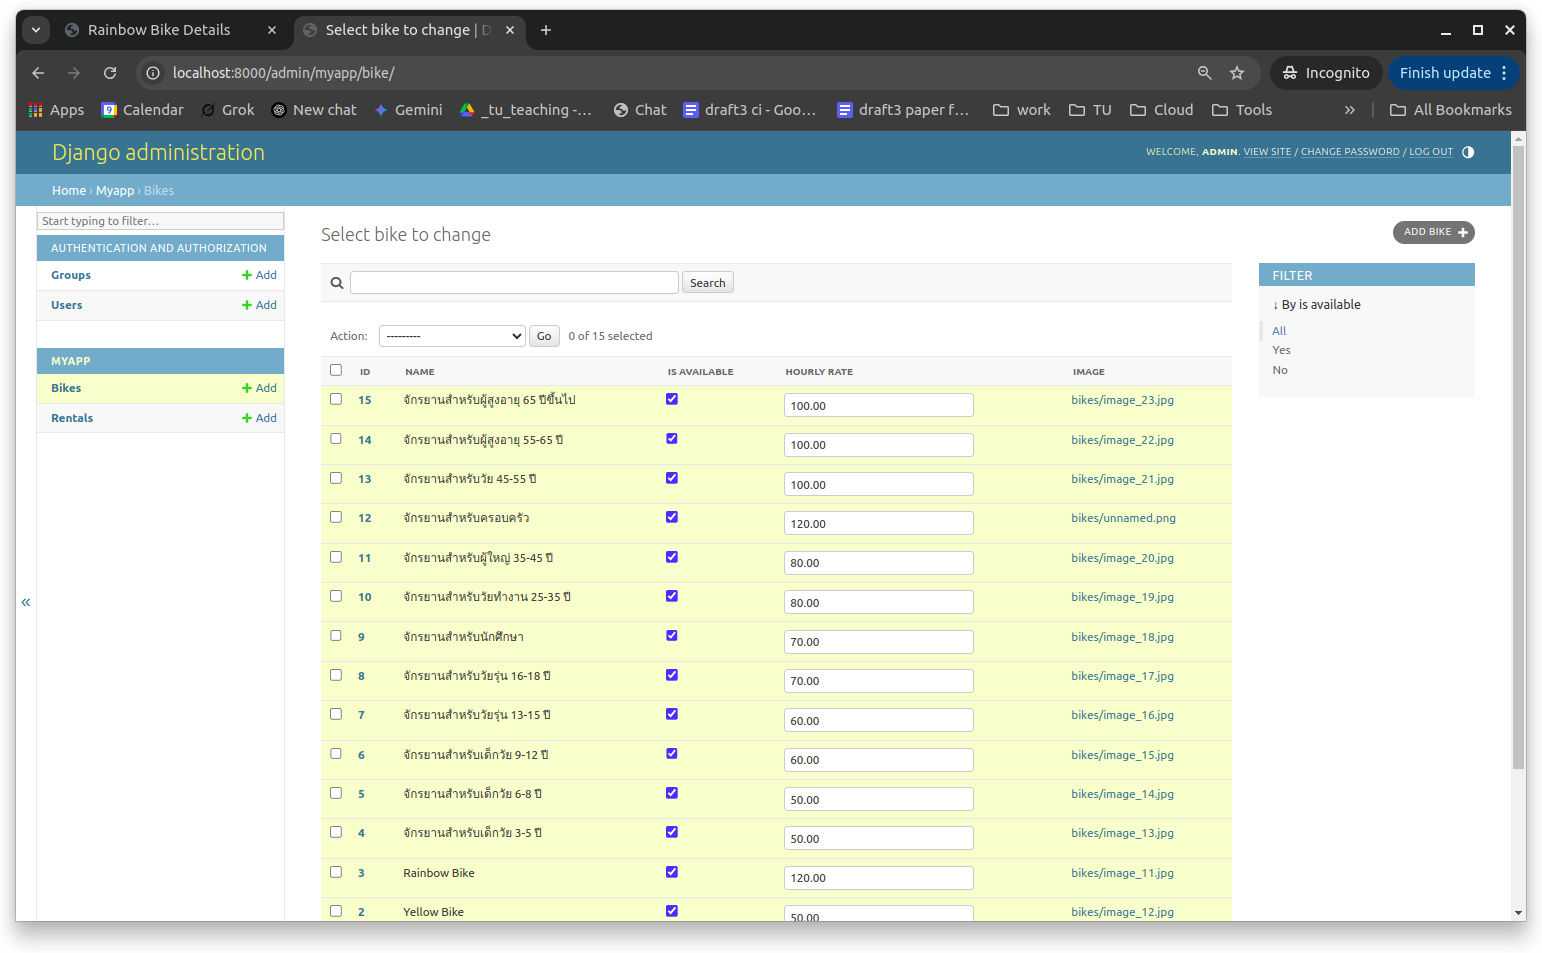 Rainbow Bike Details
Select bike to change | D
localhost:8000/admin/myapp/bike/
Incognito
Finish update
Apps
Calendar
Grok
New chat
Gemini
_tu_teaching -...
Chat
draft3 ci - Goo...
draft3 paper f...
work
TU
Cloud
Tools
»
All Bookmarks
Django administration
WELCOME, ADMIN. VIEW SITE / CHANGE PASSWORD / LOG OUT
Home › Myapp › Bikes
Start typing to filter...
AUTHENTICATION AND AUTHORIZATION
Groups + Add
Users + Add
MYAPP
Bikes + Add
Rentals + Add
«
Select bike to change
ADD BIKE +
Search
Action: --------- Go 0 of 15 selected
ID NAME IS AVAILABLE HOURLY RATE IMAGE
15 จักรยานสำหรับผู้สูงอายุ 65 ปีขึ้นไป 100.00 bikes/image_23.jpg
14 จักรยานสำหรับผู้สูงอายุ 55-65 ปี 100.00 bikes/image_22.jpg
13 จักรยานสำหรับวัย 45-55 ปี 100.00 bikes/image_21.jpg
12 จักรยานสำหรับครอบครัว 120.00 bikes/unnamed.png
11 จักรยานสำหรับผู้ใหญ่ 35-45 ปี 80.00 bikes/image_20.jpg
10 จักรยานสำหรับวัยทำงาน 25-35 ปี 80.00 bikes/image_19.jpg
9 จักรยานสำหรับนักศึกษา 70.00 bikes/image_18.jpg
8 จักรยานสำหรับวัยรุ่น 16-18 ปี 70.00 bikes/image_17.jpg
7 จักรยานสำหรับวัยรุ่น 13-15 ปี 60.00 bikes/image_16.jpg
6 จักรยานสำหรับเด็กวัย 9-12 ปี 60.00 bikes/image_15.jpg
5 จักรยานสำหรับเด็กวัย 6-8 ปี 50.00 bikes/image_14.jpg
4 จักรยานสำหรับเด็กวัย 3-5 ปี 50.00 bikes/image_13.jpg
3 Rainbow Bike 120.00 bikes/image_11.jpg
2 Yellow Bike 50.00 bikes/image_12.jpg
FILTER
↓ By is available
All
Yes
No